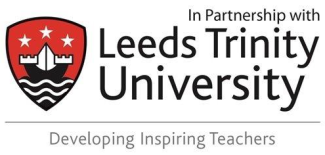 In Partnership with
Leeds Trinity
University
Developing Inspiring Teachers